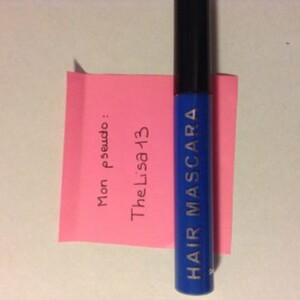 Mon pseudo:
TheLisa13
HAIR MASCARA